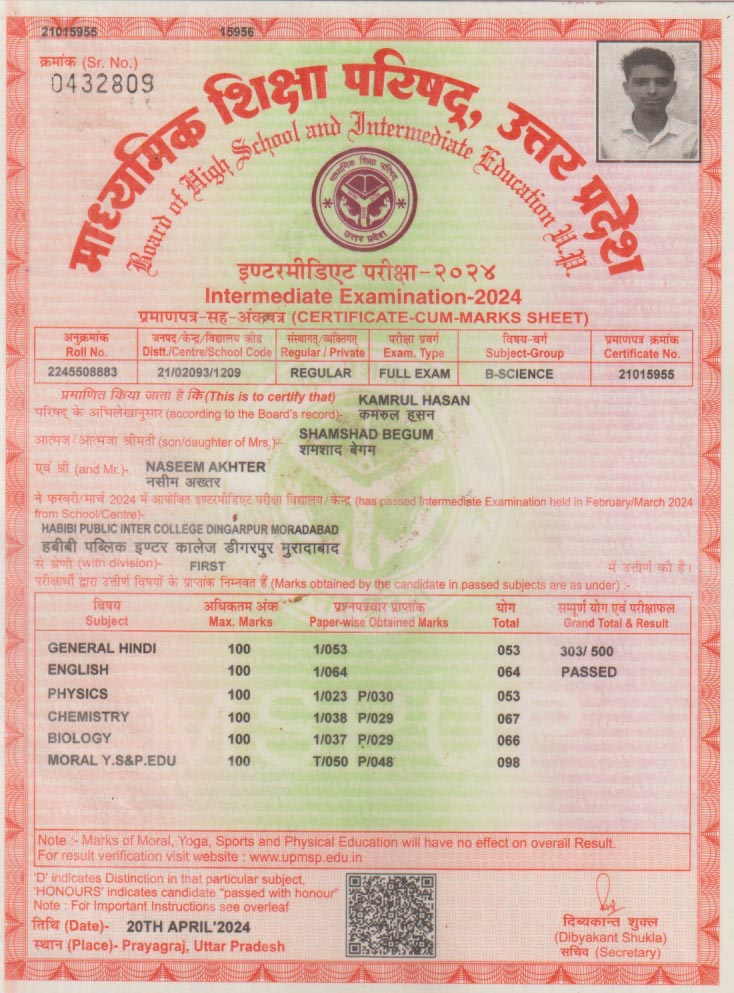 21015955 15956
क्रमांक (Sr. No.)
0432809
माध्यमिक शिक्षा परिषद्, उत्तर प्रदेश
Board of High School and Intermediate Education U.P.
माध्यमिक शिक्षा परिषद
उत्तर प्रदेश
इण्टरमीडिएट परीक्षा-२०२४
Intermediate Examination-2024
प्रमाणपत्र-सह-अंकपत्र (CERTIFICATE-CUM-MARKS SHEET)
अनुक्रमांक जनपद/केन्द्र/विद्यालय कोड संस्थागत/व्यक्तिगत परीक्षा प्रवर्ग विषय-वर्ग प्रमाणपत्र क्रमांक
Roll No. Distt./Centre/School Code Regular / Private Exam. Type Subject-Group Certificate No.
2245508883 21/02093/1209 REGULAR FULL EXAM B-SCIENCE 21015955
प्रमाणित किया जाता है कि (This is to certify that) KAMRUL HASAN
परिषद के अभिलेखानुसार (according to the Board's record)- कमरुल हसन
आत्मज/आत्मजा श्रीमती (son/daughter of Mrs.)- SHAMSHAD BEGUM
शमशाद बेगम
एवं श्री (and Mr.)- NASEEM AKHTER
नसीम अख्तर
ने फरवरी/मार्च 2024 में आयोजित इण्टरमीडिएट परीक्षा विद्यालय/केन्द्र (has passed Intermediate Examination held in February/March 2024
from School/Centre)-
HABIBI PUBLIC INTER COLLEGE DINGARPUR MORADABAD
हबीबी पब्लिक इण्टर कालेज डीगरपुर मुरादाबाद
से श्रेणी (with division)- FIRST में उत्तीर्ण की है।
परीक्षार्थी द्वारा उत्तीर्ण विषयों के प्राप्तांक निम्नवत हैं (Marks obtained by the candidate in passed subjects are as under) :-
विषय अधिकतम अंक प्रश्नपत्रवार प्राप्तांक योग सम्पूर्ण योग एवं परीक्षाफल
Subject Max. Marks Paper-wise Obtained Marks Total Grand Total & Result
GENERAL HINDI 100 1/053 053 303/ 500
ENGLISH 100 1/064 064 PASSED
PHYSICS 100 1/023 P/030 053
CHEMISTRY 100 1/038 P/029 067
BIOLOGY 100 1/037 P/029 066
MORAL Y.S&P.EDU 100 T/050 P/048 098
Note :- Marks of Moral, Yoga, Sports and Physical Education will have no effect on overall Result.
For result verification visit website : www.upmsp.edu.in
'D' indicates Distinction in that particular subject,
'HONOURS' indicates candidate "passed with honour"
Note : For Important Instructions see overleaf
तिथि (Date)- 20TH APRIL'2024
स्थान (Place)- Prayagraj, Uttar Pradesh
दिब्यकान्त शुक्ल
(Dibyakant Shukla)
सचिव (Secretary)